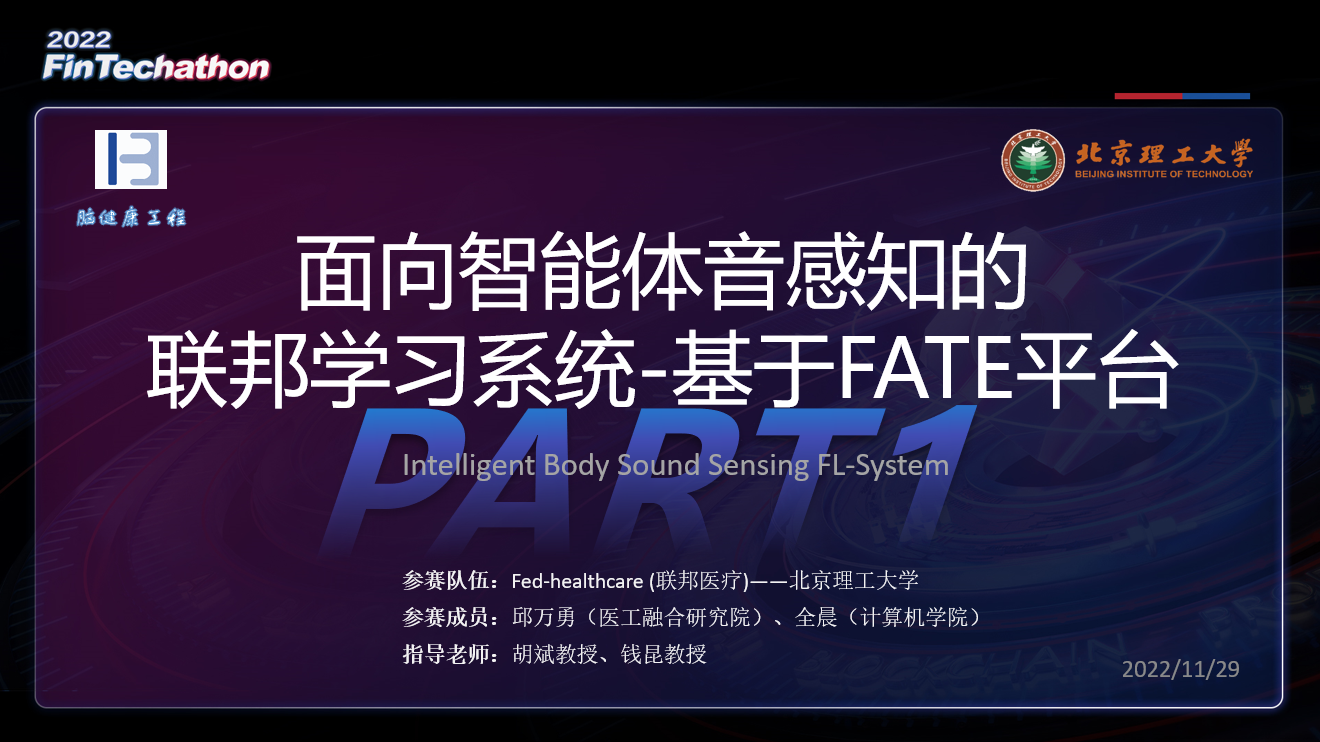 2022
FinTechathon
脑健康工程
北京理工大学
BEIJING INSTITUTE OF TECHNOLOGY
面向智能体音感知的
联邦学习系统-基于FATE平台
PART1
Intelligent Body Sound Sensing FL-System
参赛队伍：Fed-healthcare (联邦医疗)——北京理工大学
参赛成员：邱万勇（医工融合研究院）、全晨（计算机学院）
指导老师：胡斌教授、钱昆教授
2022/11/29